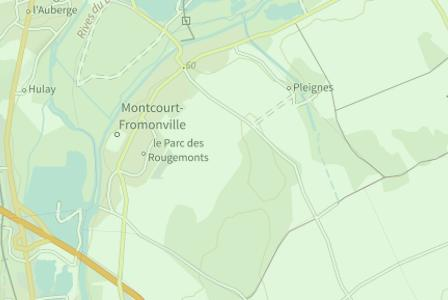 l'Auberge
Rives du L
60
Hulay
Pleignes
Montcourt-
Fromonville
le Parc des
Rougemonts